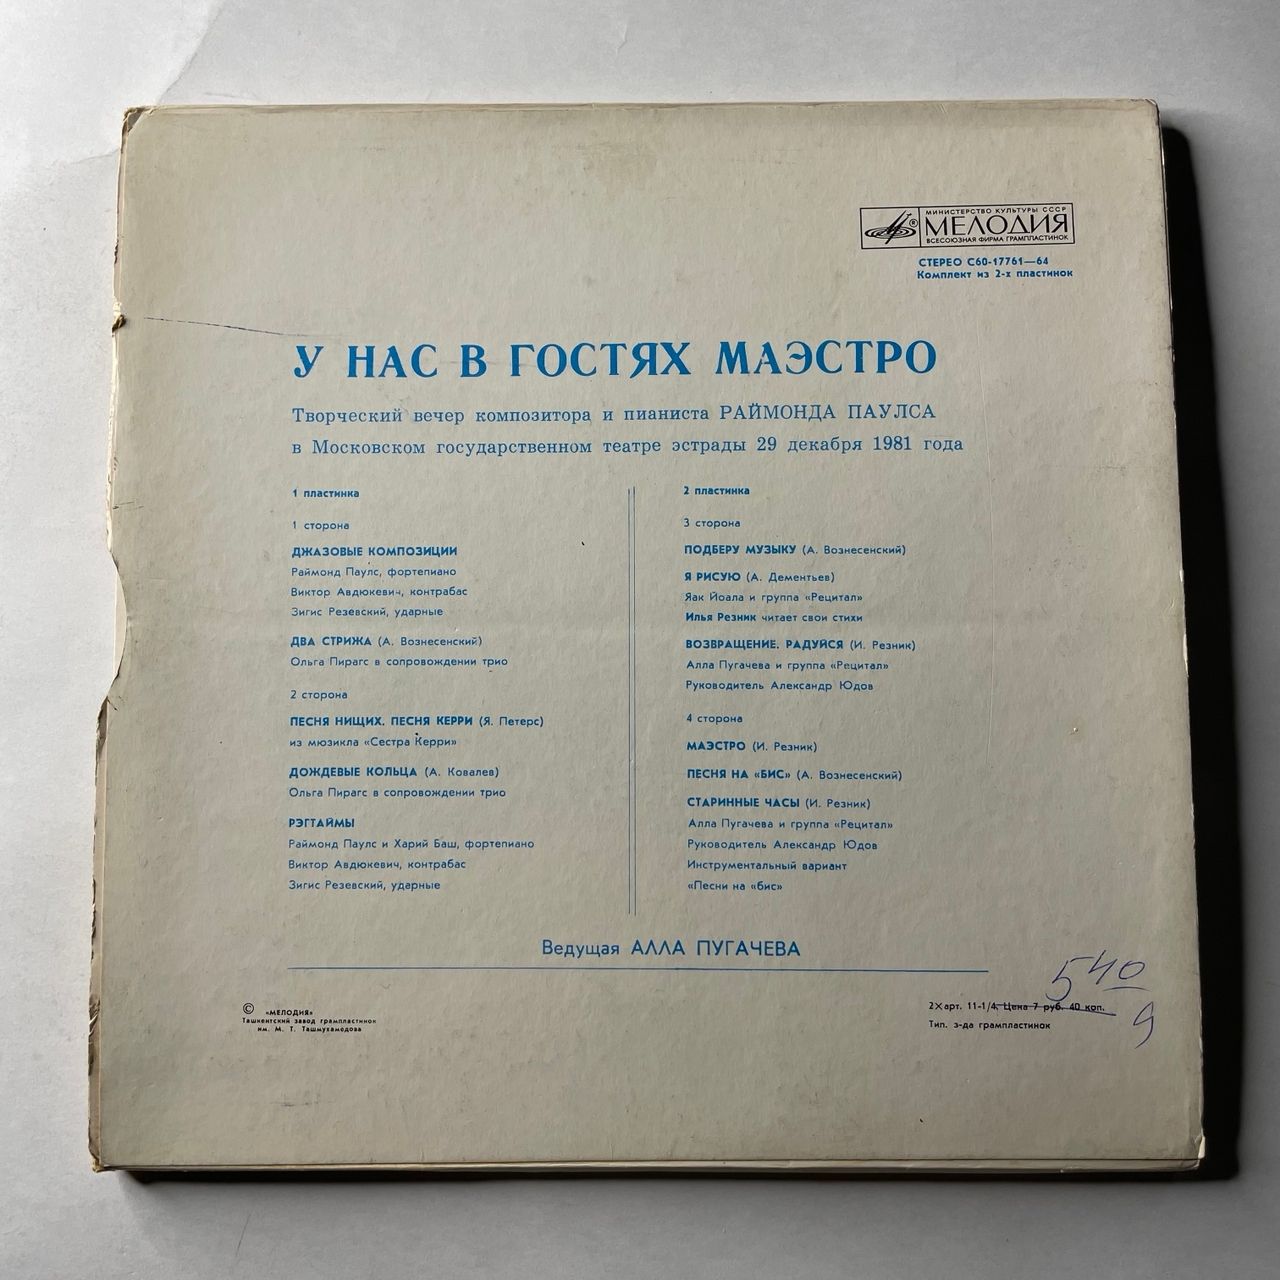 МИНИСТЕРСТВО КУЛЬТУРЫ СССР
МЕЛОДИЯ
ВСЕСОЮЗНАЯ ФИРМА ГРАМПЛАСТИНОК
СТЕРЕО С60-17761—64
Комплект из 2-х пластинок
У НАС В ГОСТЯХ МАЭСТРО
Творческий вечер композитора и пианиста РАЙМОНДА ПАУЛСА
в Московском государственном театре эстрады 29 декабря 1981 года
1 пластинка
1 сторона
ДЖАЗОВЫЕ КОМПОЗИЦИИ
Раймонд Паулс, фортепиано
Виктор Авдюкевич, контрабас
Зигис Резевский, ударные
ДВА СТРИЖА (А. Вознесенский)
Ольга Пирагс в сопровождении трио
2 сторона
ПЕСНЯ НИЩИХ. ПЕСНЯ КЕРРИ (Я. Петерс)
из мюзикла «Сестра Керри»
ДОЖДЕВЫЕ КОЛЬЦА (А. Ковалев)
Ольга Пирагс в сопровождении трио
РЭГТАЙМЫ
Раймонд Паулс и Харий Баш, фортепиано
Виктор Авдюкевич, контрабас
Зигис Резевский, ударные
2 пластинка
3 сторона
ПОДБЕРУ МУЗЫКУ (А. Вознесенский)
Я РИСУЮ (А. Дементьев)
Яак Йоала и группа «Рецитал»
Илья Резник читает свои стихи
ВОЗВРАЩЕНИЕ. РАДУЙСЯ (И. Резник)
Алла Пугачева и группа «Рецитал»
Руководитель Александр Юдов
4 сторона
МАЭСТРО (И. Резник)
ПЕСНЯ НА «БИС» (А. Вознесенский)
СТАРИННЫЕ ЧАСЫ (И. Резник)
Алла Пугачева и группа «Рецитал»
Руководитель Александр Юдов
Инструментальный вариант
«Песни на «бис»
Ведущая АЛЛА ПУГАЧЕВА
© «МЕЛОДИЯ»
Ташкентский завод грампластинок
им. М. Т. Ташмухамедова
5 40
2×арт. 11-1/4. Цена 7 руб. 40 коп.
9
Тип. з-да грампластинок